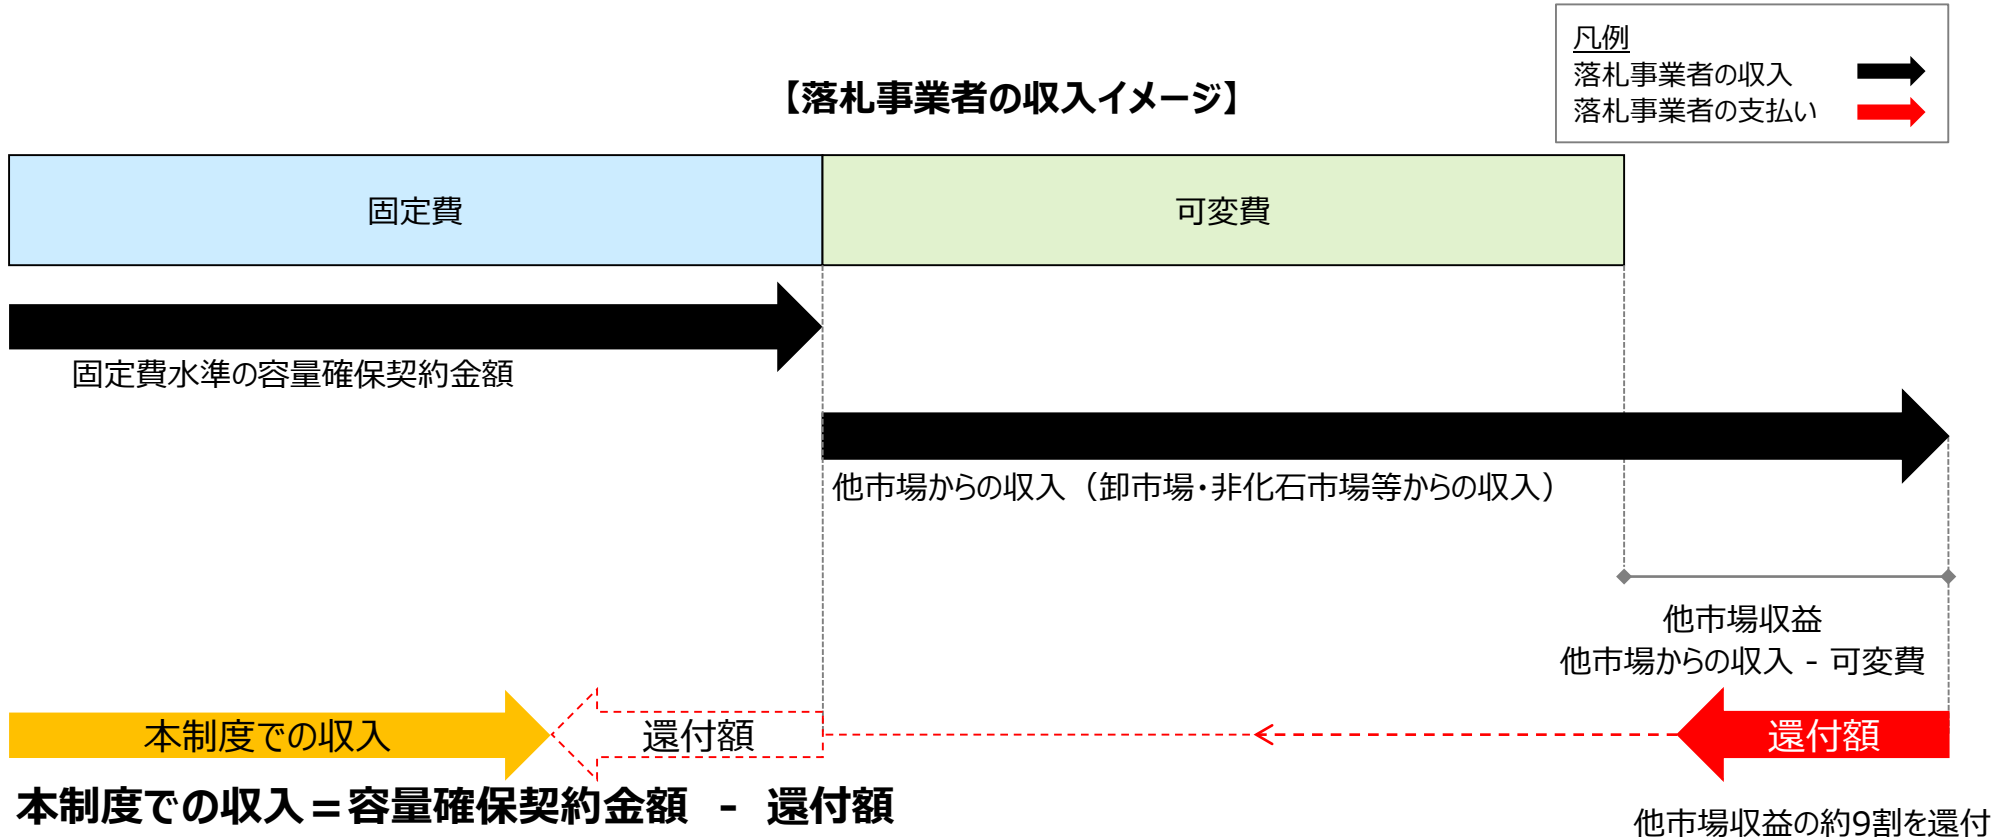 凡例
落札事業者の収入
落札事業者の支払い
【落札事業者の収入イメージ】
固定費
可変費
固定費水準の容量確保契約金額
他市場からの収入（卸市場・非化石市場等からの収入）
他市場収益
他市場からの収入 - 可変費
本制度での収入
還付額
還付額
本制度での収入＝容量確保契約金額 - 還付額
他市場収益の約9割を還付